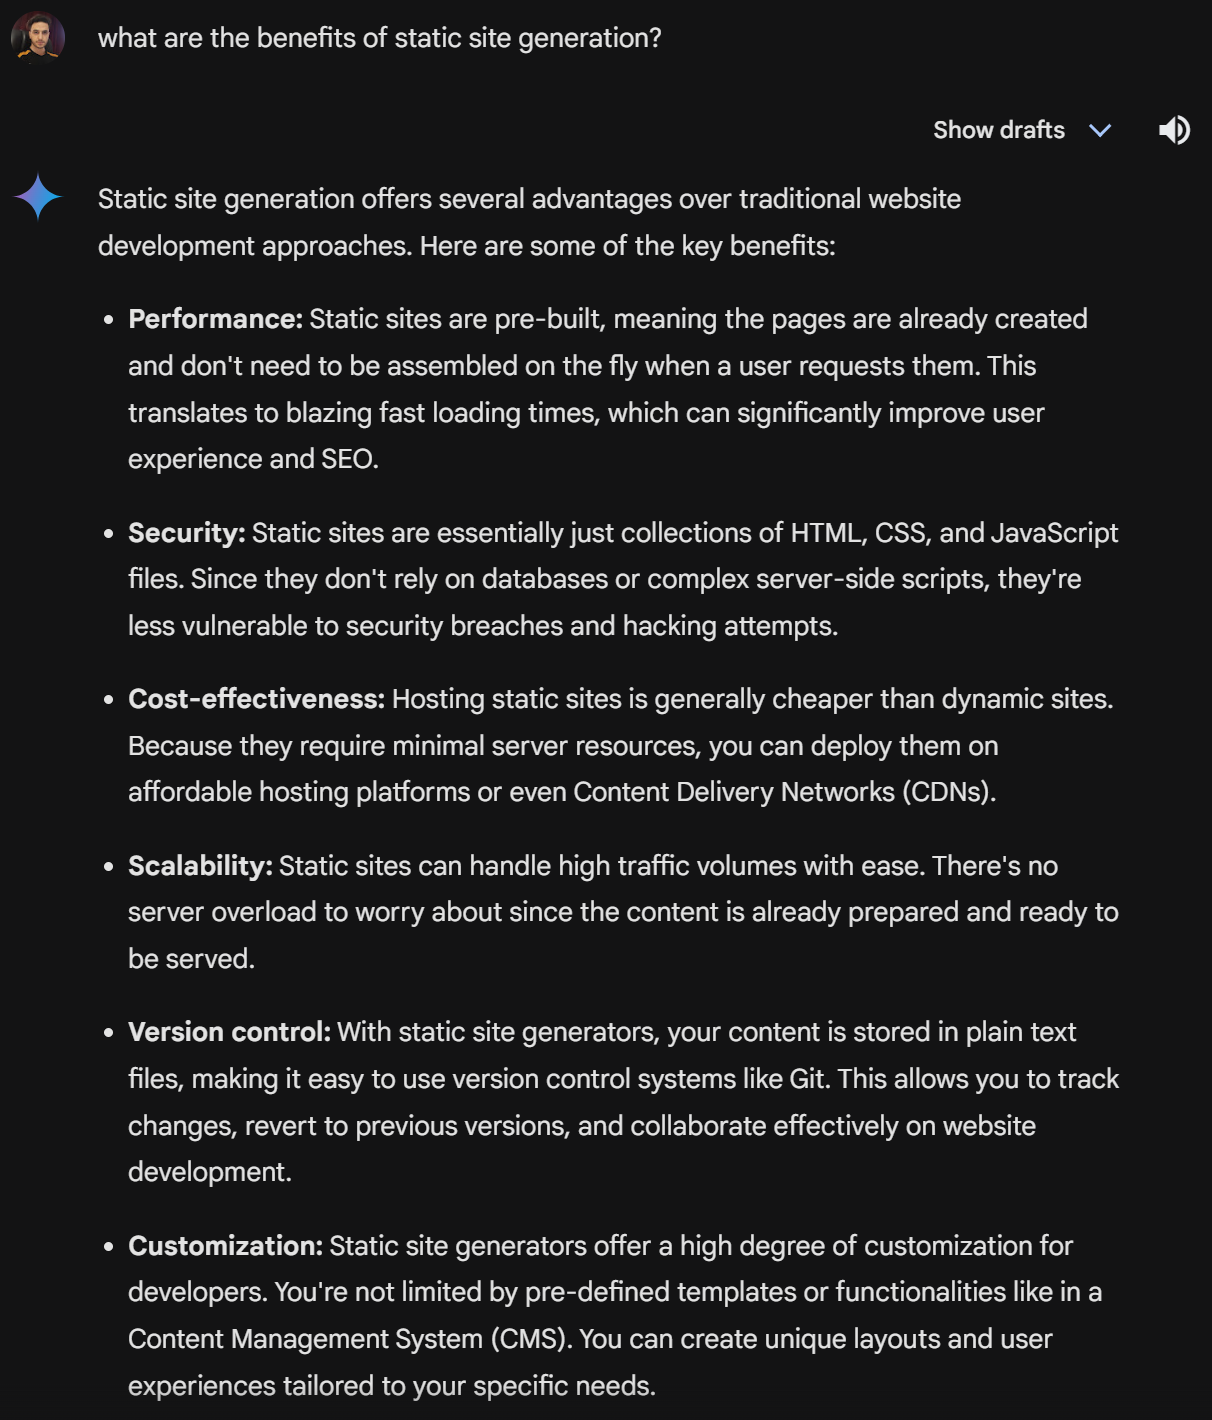 what are the benefits of static site generation?
Show drafts
Static site generation offers several advantages over traditional website
development approaches. Here are some of the key benefits:
• Performance: Static sites are pre-built, meaning the pages are already created
and don't need to be assembled on the fly when a user requests them. This
translates to blazing fast loading times, which can significantly improve user
experience and SEO.
• Security: Static sites are essentially just collections of HTML, CSS, and JavaScript
files. Since they don't rely on databases or complex server-side scripts, they're
less vulnerable to security breaches and hacking attempts.
• Cost-effectiveness: Hosting static sites is generally cheaper than dynamic sites.
Because they require minimal server resources, you can deploy them on
affordable hosting platforms or even Content Delivery Networks (CDNs).
• Scalability: Static sites can handle high traffic volumes with ease. There's no
server overload to worry about since the content is already prepared and ready to
be served.
• Version control: With static site generators, your content is stored in plain text
files, making it easy to use version control systems like Git. This allows you to track
changes, revert to previous versions, and collaborate effectively on website
development.
• Customization: Static site generators offer a high degree of customization for
developers. You're not limited by pre-defined templates or functionalities like in a
Content Management System (CMS). You can create unique layouts and user
experiences tailored to your specific needs.